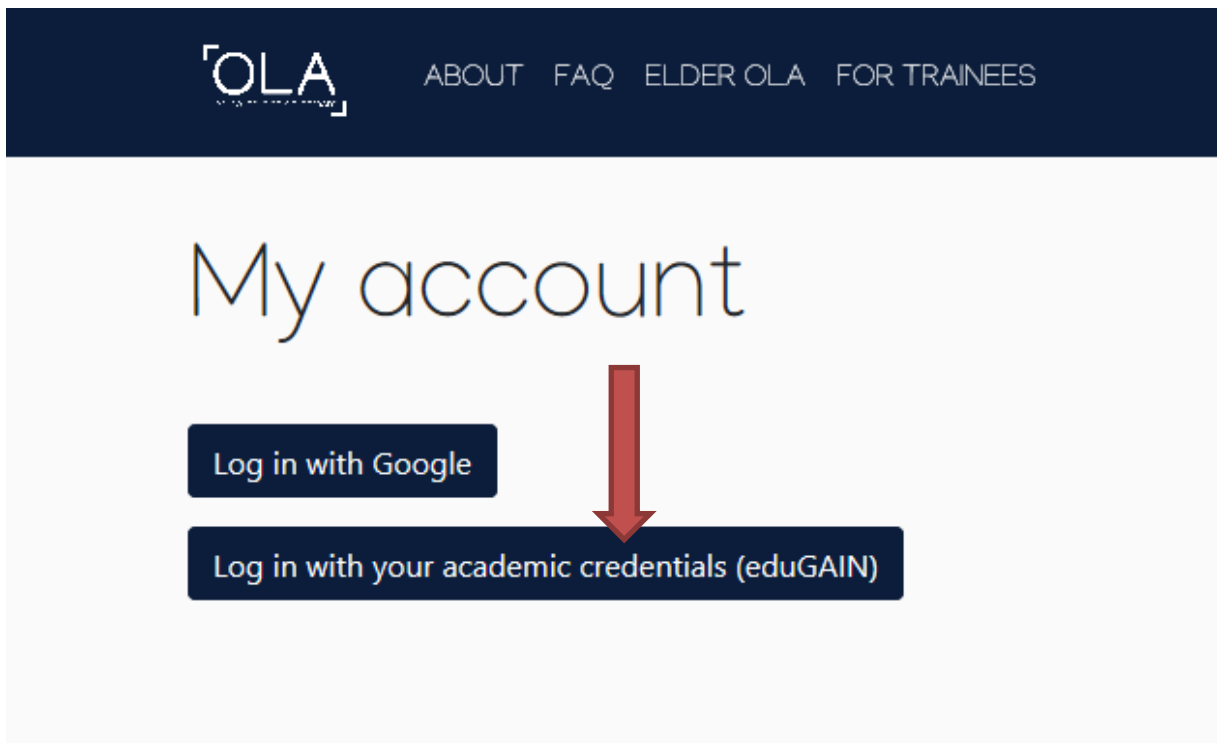 OLA
ABOUT FAQ ELDER OLA FOR TRAINEES
My account
Log in with Google
Log in with your academic credentials (eduGAIN)